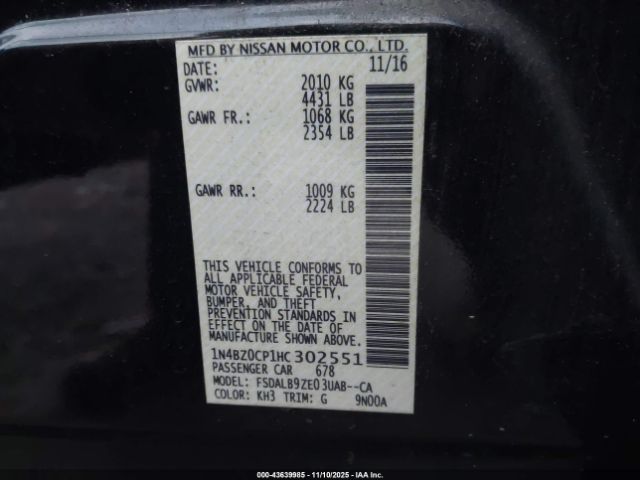 MFD BY NISSAN MOTOR CO., LTD.
DATE: 11/16
GVWR: 2010 KG
4431 LB
GAWR FR.: 1068 KG
2354 LB
GAWR RR.: 1009 KG
2224 LB
THIS VEHICLE CONFORMS TO
ALL APPLICABLE FEDERAL
MOTOR VEHICLE SAFETY,
BUMPER, AND THEFT
PREVENTION STANDARDS IN
EFFECT ON THE DATE OF
MANUFACTURE SHOWN ABOVE.
1N4BZ0CP1HC302551
PASSENGER CAR 678
MODEL: FSDALB9ZE03UAB--CA
COLOR: KH3 TRIM: G 9N00A
000-43639985 - 11/10/2025 - IAA Inc.